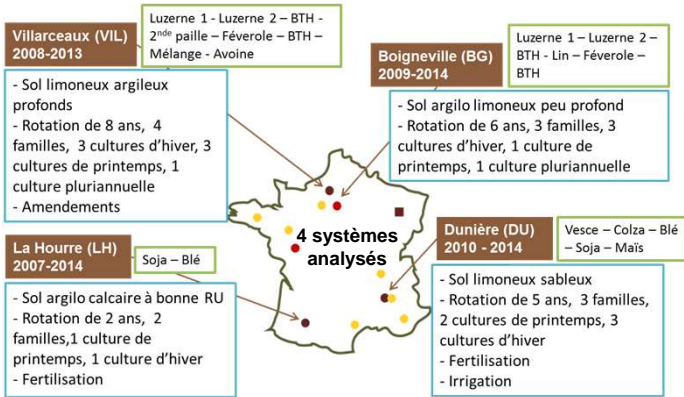 Villarceaux (VIL)
2008-2013
Luzerne 1 - Luzerne 2 – BTH -
2nde paille – Féverole – BTH –
Mélange - Avoine
- Sol limoneux argileux
profonds
- Rotation de 8 ans, 4
familles, 3 cultures d’hiver, 3
cultures de printemps, 1
culture pluriannuelle
- Amendements
Boigneville (BG)
2009-2014
Luzerne 1 – Luzerne 2 –
BTH - Lin – Féverole –
BTH
- Sol argilo limoneux peu profond
- Rotation de 6 ans, 3 familles, 3
cultures d’hiver, 1 culture de
printemps, 1 culture pluriannuelle
4 systèmes
analysés
La Hourre (LH)
2007-2014
Soja – Blé
- Sol argilo calcaire à bonne RU
- Rotation de 2 ans, 2
familles,1 culture de
printemps, 1 culture d’hiver
- Fertilisation
Dunière (DU)
2010 - 2014
Vesce – Colza – Blé
– Soja – Maïs
- Sol limoneux sableux
- Rotation de 5 ans, 3 familles,
2 cultures de printemps, 3
cultures d’hiver
- Fertilisation
- Irrigation